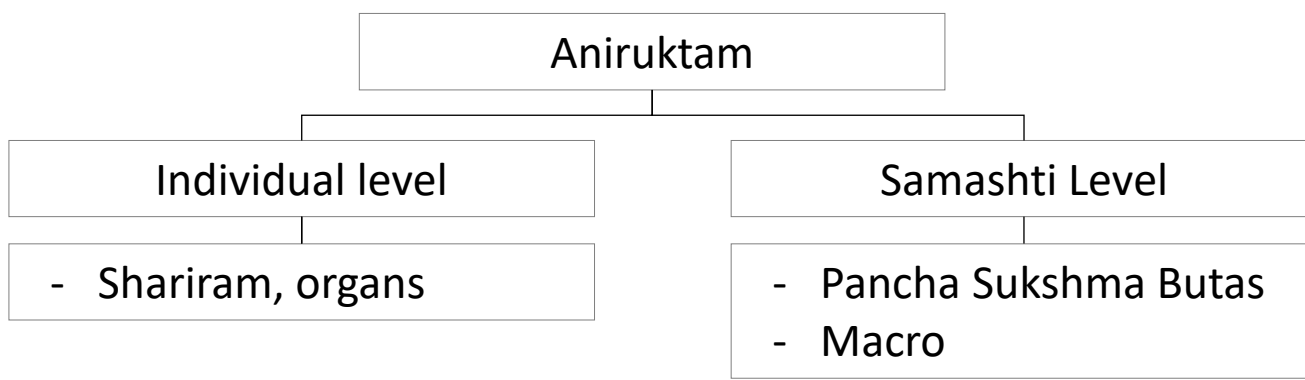 Aniruktam
Individual level
Samashti Level
- Shariram, organs
- Pancha Sukshma Butas
- Macro